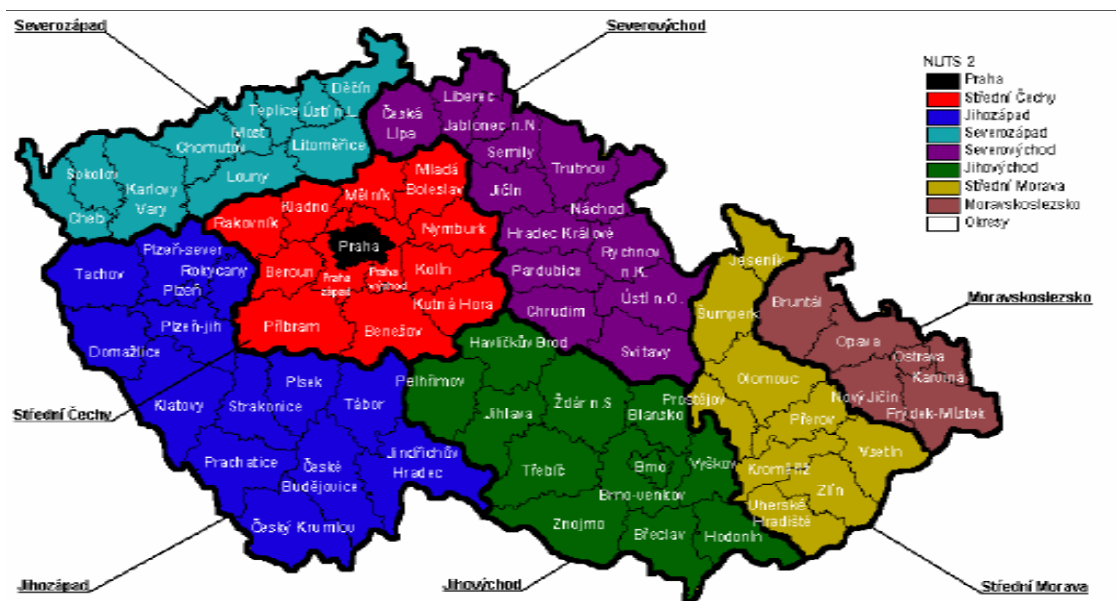 Severozápad
Severovýchod
NUTS 2
Praha
Střední Čechy
Jihozápad
Severozápad
Severovýchod
Jihovýchod
Střední Morava
Moravskoslezsko
Okresy
Děčín
Teplice
Ústí n.L.
Most
Chomutov
Litoměřice
Louny
Sokolov
Karlovy
Vary
Cheb
Česká
Lípa
Liberec
Jablonec n.N.
Semily
Trutnov
Jičín
Náchod
Hradec Králové
Rychnov
n.K.
Pardubice
Ústí n.O.
Chrudim
Svitavy
Mladá
Boleslav
Mělník
Kladno
Rakovník
Nymburk
Praha
Beroun
Praha
západ
Praha
východ
Kolín
Kutná Hora
Příbram
Benešov
Plzeň-sever
Tachov
Rokycany
Plzeň
Plzeň-jih
Domažlice
Klatovy
Písek
Strakonice
Tábor
Prachatice
České
Budějovice
Jindřichův
Hradec
Český Krumlov
Havlíčkův Brod
Pelhřimov
Jihlava
Žďár n.S
Blansko
Třebíč
Brno
Vyškov
Brno-venkov
Znojmo
Břeclav
Hodonín
Jeseník
Šumperk
Olomouc
Prostějov
Přerov
Kroměříž
Vsetín
Zlín
Uherské
Hradiště
Bruntál
Opava
Ostrava
Karviná
Nový Jičín
Frýdek-Místek
Moravskoslezsko
Střední Čechy
Jihozápad
Jihovýchod
Střední Morava